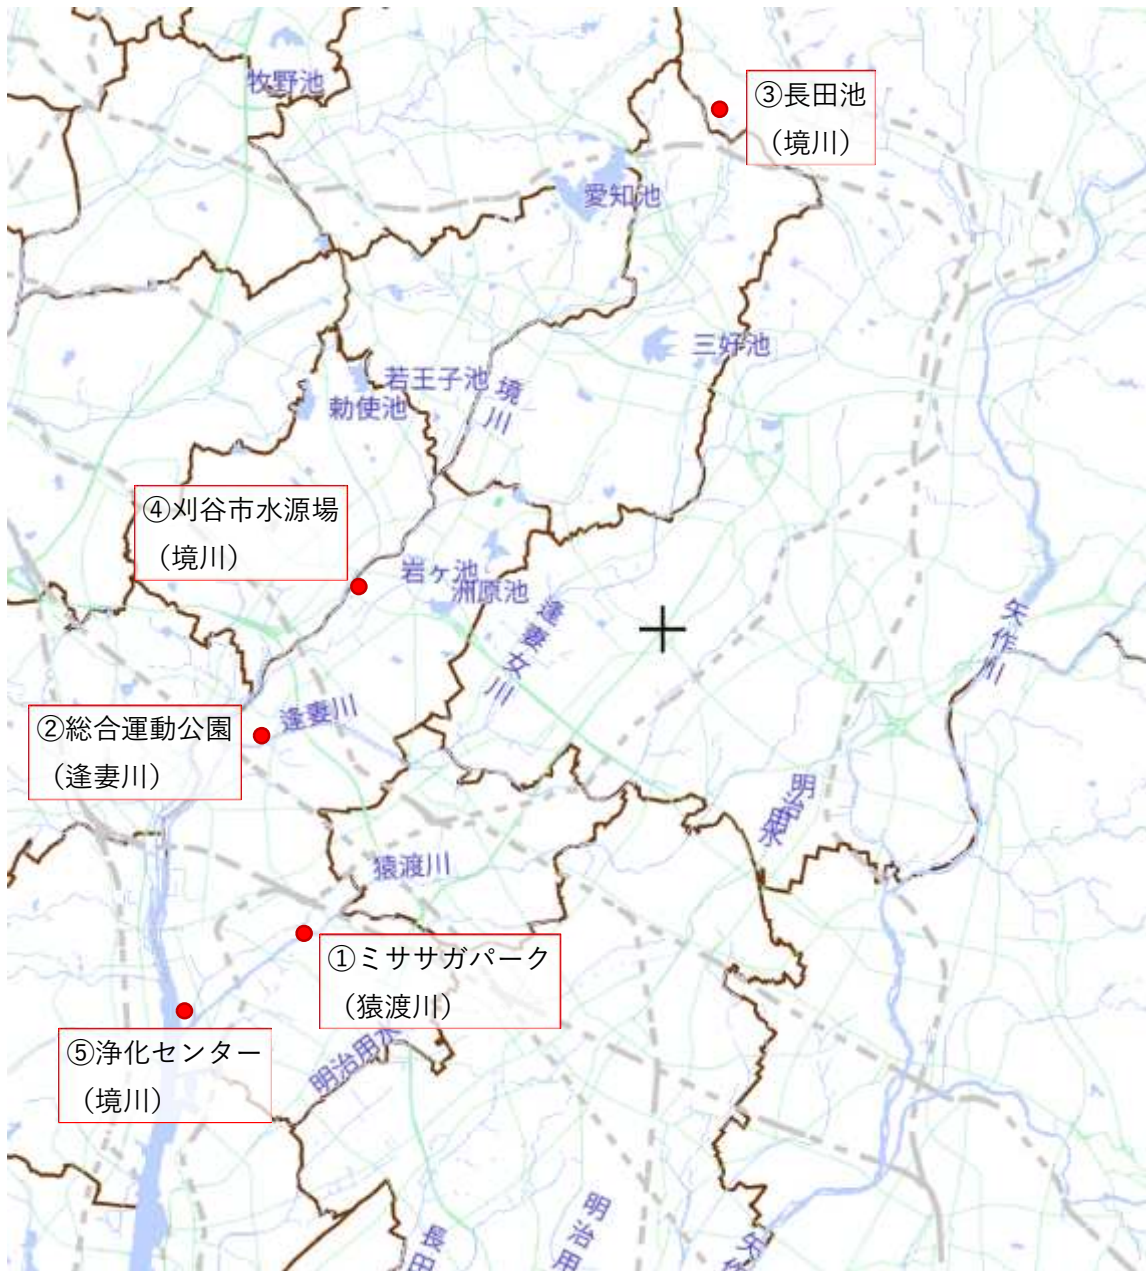 牧野池
③長田池
（境川）
愛知池
三好池
若王子池
境川
勅使池
④刈谷市水源場
（境川）
岩ヶ池
洲原池
逢妻女川
矢作川
②総合運動公園
（逢妻川）
逢妻川
明治用水
猿渡川
①ミササガパーク
（猿渡川）
⑤浄化センター
（境川）
明治用水
明治用
長田
矢作